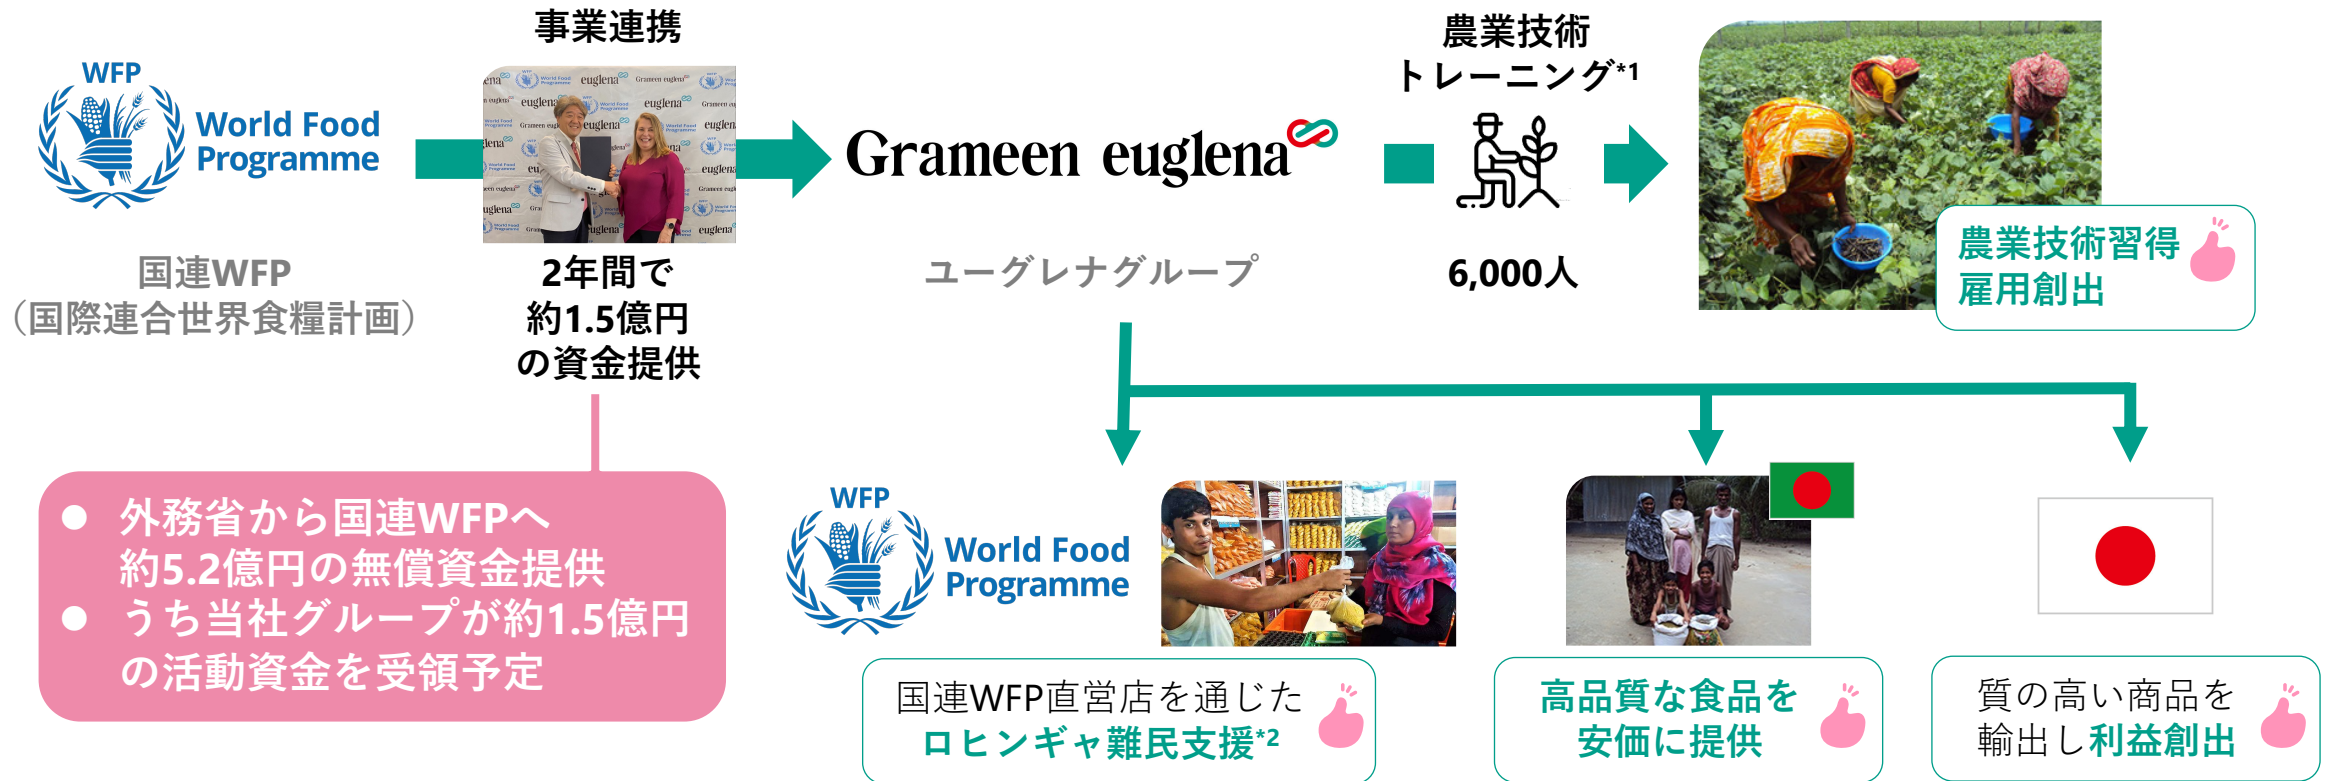 事業連携
WFP
World Food
Programme
国連WFP
（国際連合世界食糧計画）
2年間で
約1.5億円
の資金提供
Grameen euglena
ユーグレナグループ
農業技術
トレーニング*1
6,000人
農業技術習得
雇用創出
● 外務省から国連WFPへ
約5.2億円の無償資金提供
● うち当社グループが約1.5億円
の活動資金を受領予定
WFP
World Food
Programme
国連WFP直営店を通じた
ロヒンギャ難民支援*2
高品質な食品を
安価に提供
質の高い商品を
輸出し利益創出